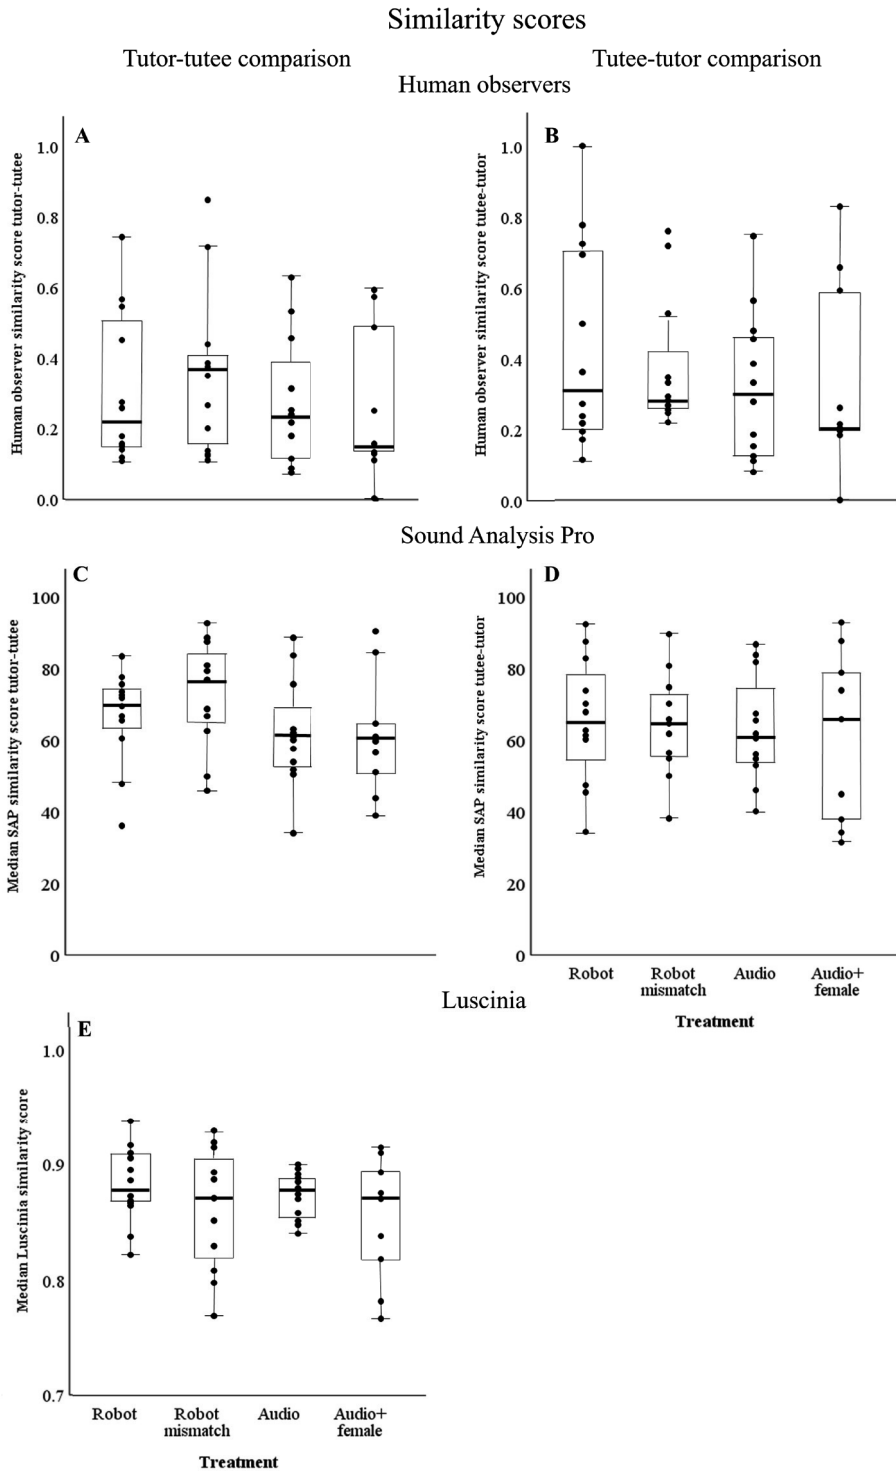 Similarity scores
Tutor-tutee comparison
Tutee-tutor comparison
Human observers
A
Human observer similarity score tutor-tutee
1.0
0.8
0.6
0.4
0.2
0.0
B
Human observer similarity score tutee-tutor
1.0
0.8
0.6
0.4
0.2
0.0
Sound Analysis Pro
C
Median SAP similarity score tutor-tutee
100
80
60
40
20
0
D
Median SAP similarity score tutee-tutor
100
80
60
40
20
0
Robot
Robot mismatch
Audio
Audio+ female
Treatment
Luscinia
E
Median Luscinia similarity score
1.0
0.9
0.8
0.7
Robot
Robot mismatch
Audio
Audio+ female
Treatment